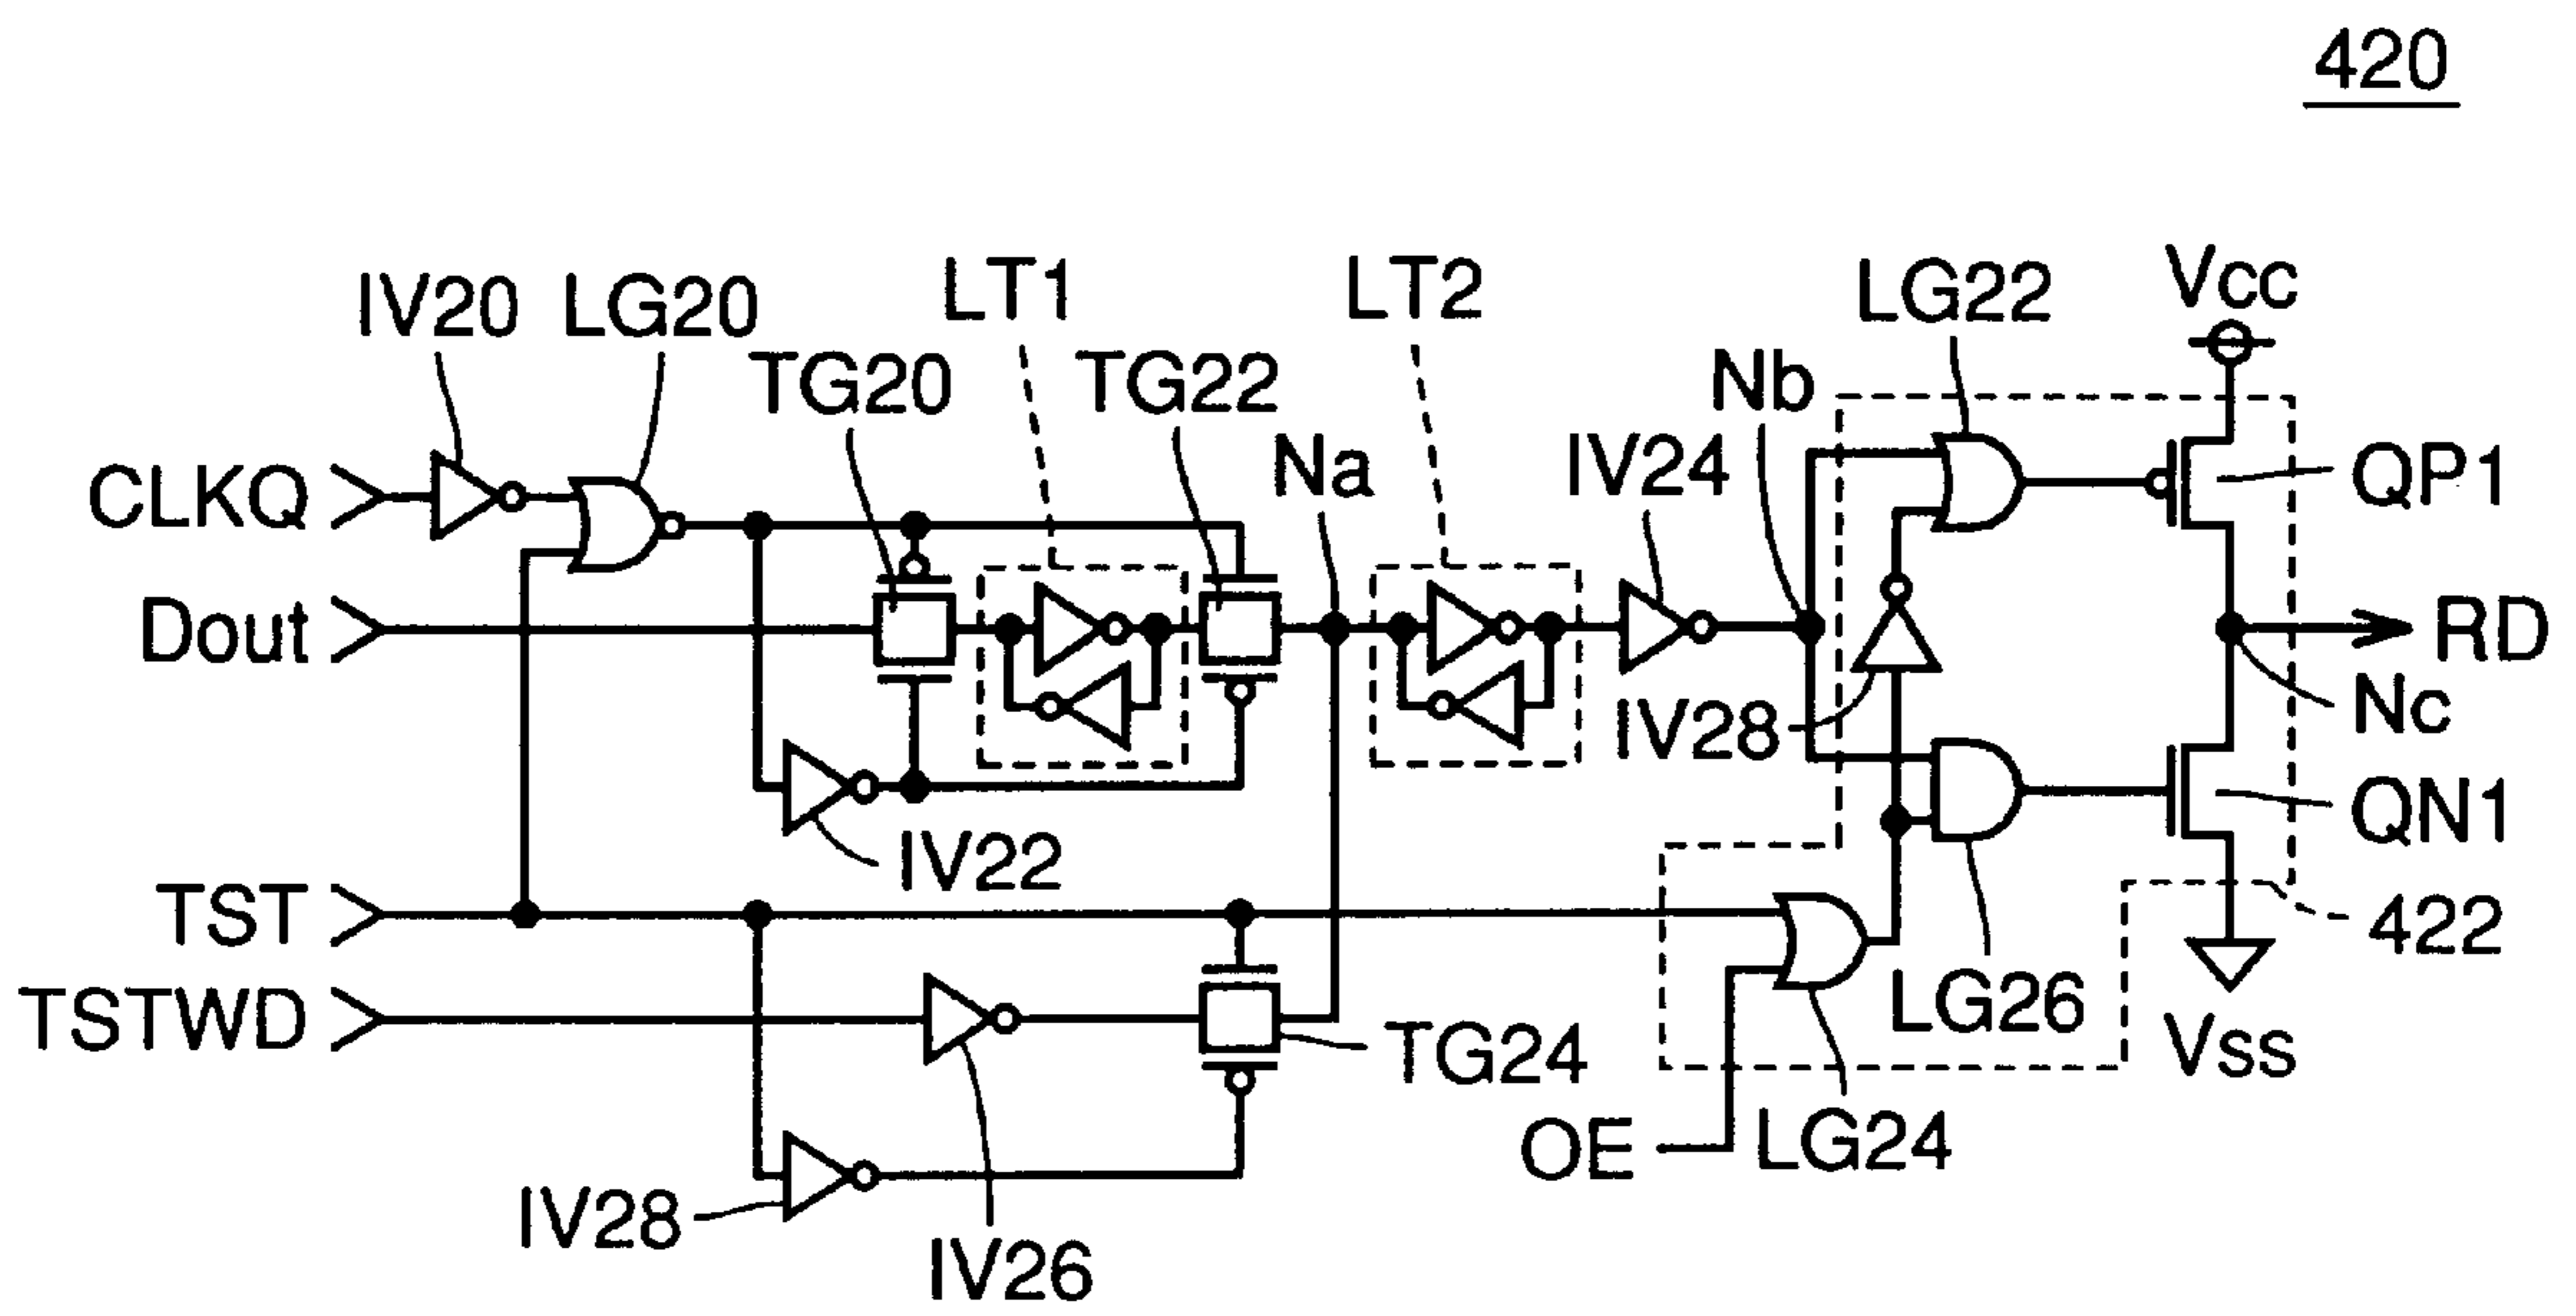 420
IV20
LG20
LT1
LT2
LG22
Vcc
TG20
TG22
Nb
Na
IV24
QP1
CLKQ
Dout
RD
Nc
IV28
QN1
IV22
TST
422
TSTWD
LG26
TG24
Vss
OE
LG24
IV28
IV26